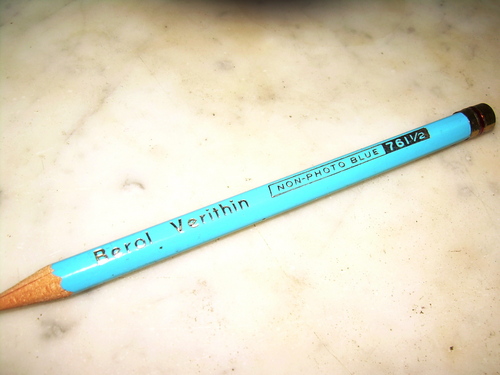 Berol Verithin NON-PHOTO BLUE 761½